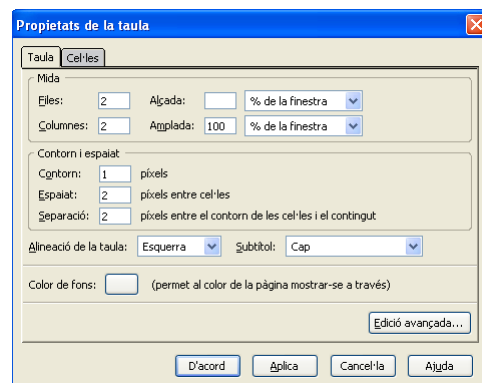 Propietats de la taula
Taula Cel·les
Mida
Files: 2 Alçada: % de la finestra
Columnes: 2 Amplada: 100 % de la finestra
Contorn i espaiat
Contorn: 1 píxels
Espaiat: 2 píxels entre cel·les
Separació: 2 píxels entre el contorn de les cel·les i el contingut
Alineació de la taula: Esquerra Subtítol: Cap
Color de fons: (permet al color de la pàgina mostrar-se a través)
Edició avançada...
D'acord Aplica Cancel·la Ajuda